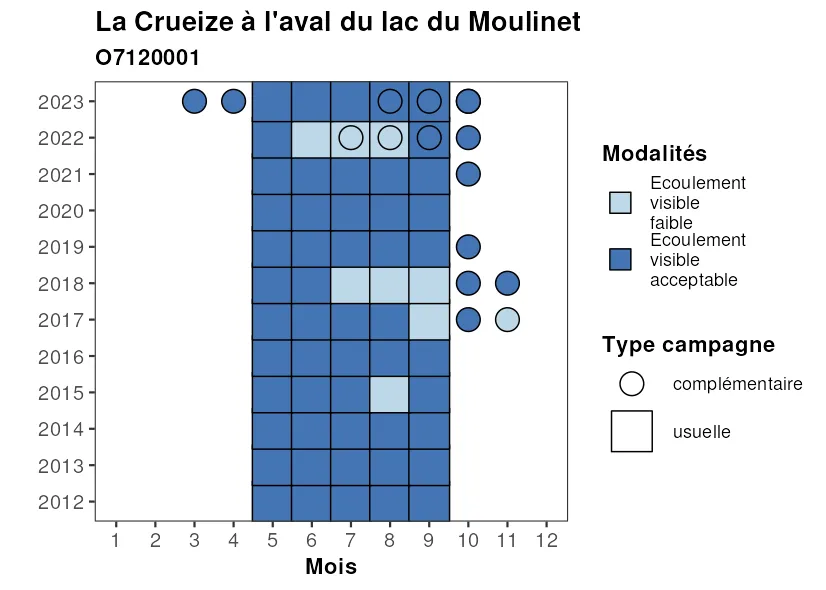 La Crueize à l'aval du lac du Moulinet
O7120001
2023
2022
2021
2020
2019
2018
2017
2016
2015
2014
2013
2012
1 2 3 4 5 6 7 8 9 10 11 12
Mois
Modalités
Ecoulement
visible
faible
Ecoulement
visible
acceptable
Type campagne
complémentaire
usuelle